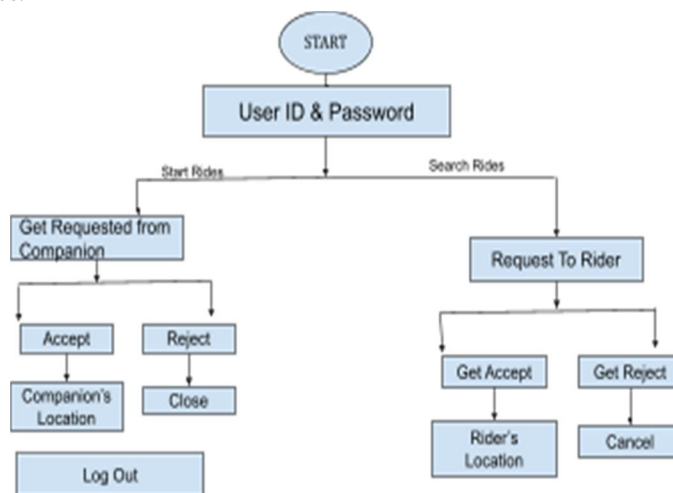 START
User ID & Password
Start Rides
Search Rides
Get Requested from
Companion
Request To Rider
Accept
Reject
Get Accept
Get Reject
Companion's
Location
Close
Rider's
Location
Cancel
Log Out